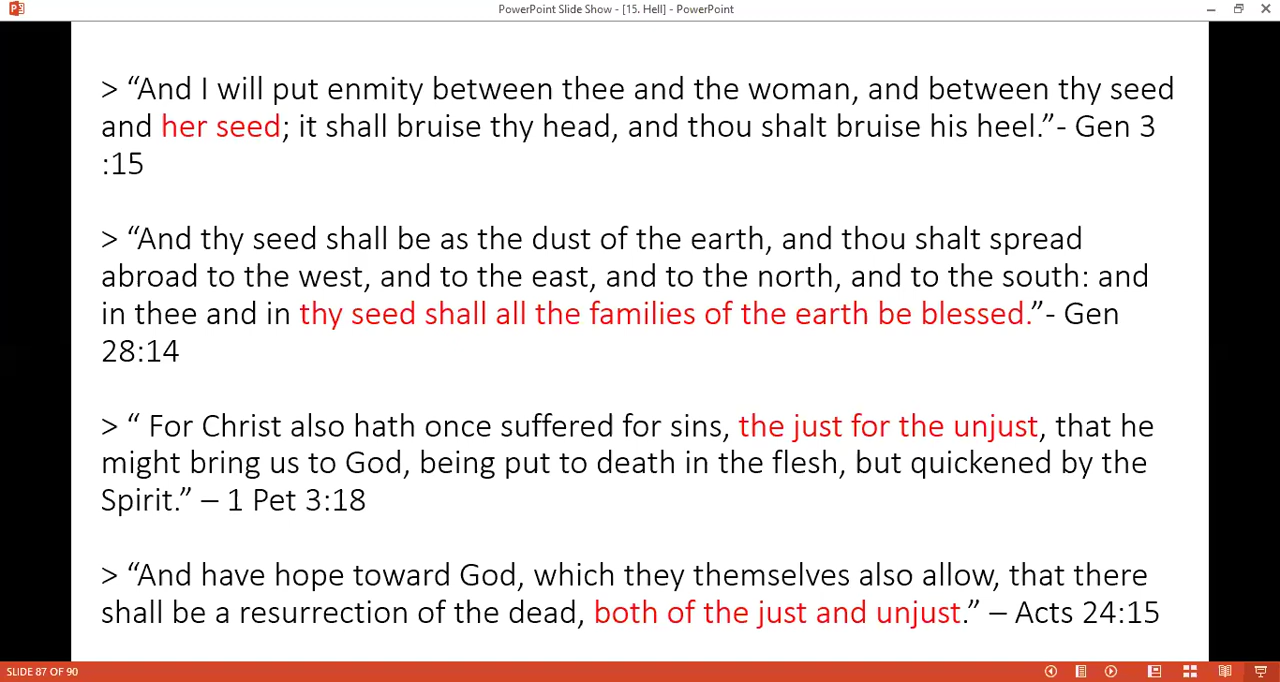 PowerPoint Slide Show - [15. Hell] - PowerPoint
> “And I will put enmity between thee and the woman, and between thy seed
and her seed; it shall bruise thy head, and thou shalt bruise his heel.”- Gen 3
:15
> “And thy seed shall be as the dust of the earth, and thou shalt spread
abroad to the west, and to the east, and to the north, and to the south: and
in thee and in thy seed shall all the families of the earth be blessed.”- Gen
28:14
> “ For Christ also hath once suffered for sins, the just for the unjust, that he
might bring us to God, being put to death in the flesh, but quickened by the
Spirit.” – 1 Pet 3:18
> “And have hope toward God, which they themselves also allow, that there
shall be a resurrection of the dead, both of the just and unjust.” – Acts 24:15
SLIDE 87 OF 90